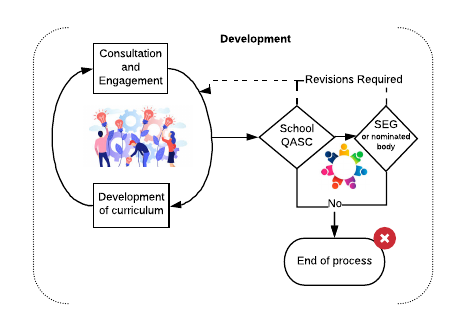 Development
Consultation
and
Engagement
Revisions Required
School
QASC
SEG
or nominated
body
Development
of curriculum
No
End of process